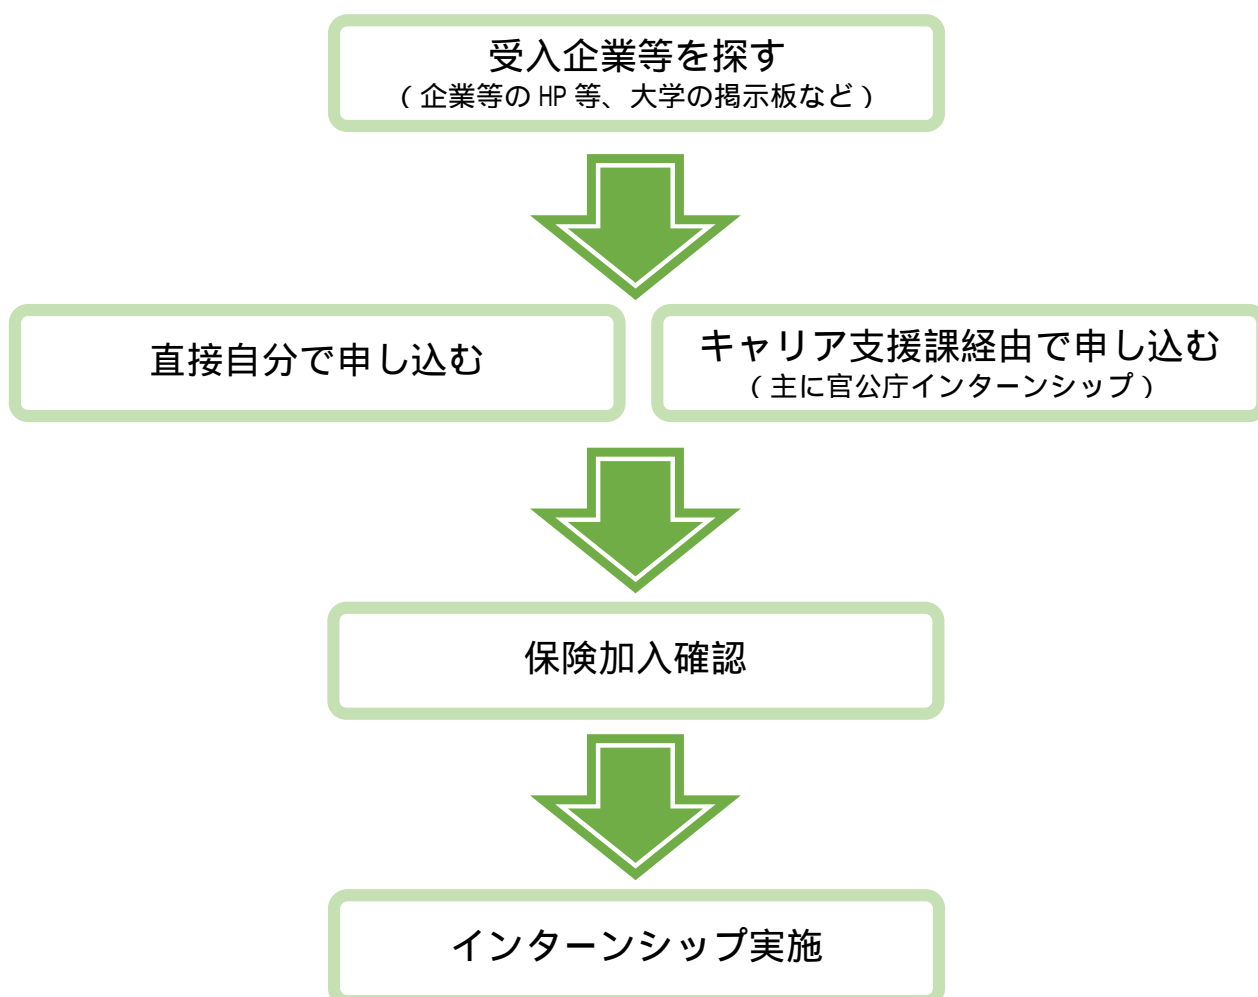 受入企業等を探す
（企業等の HP 等、大学の掲示板など）
直接自分で申し込む
キャリア支援課経由で申し込む
（主に官公庁インターンシップ）
保険加入確認
インターンシップ実施